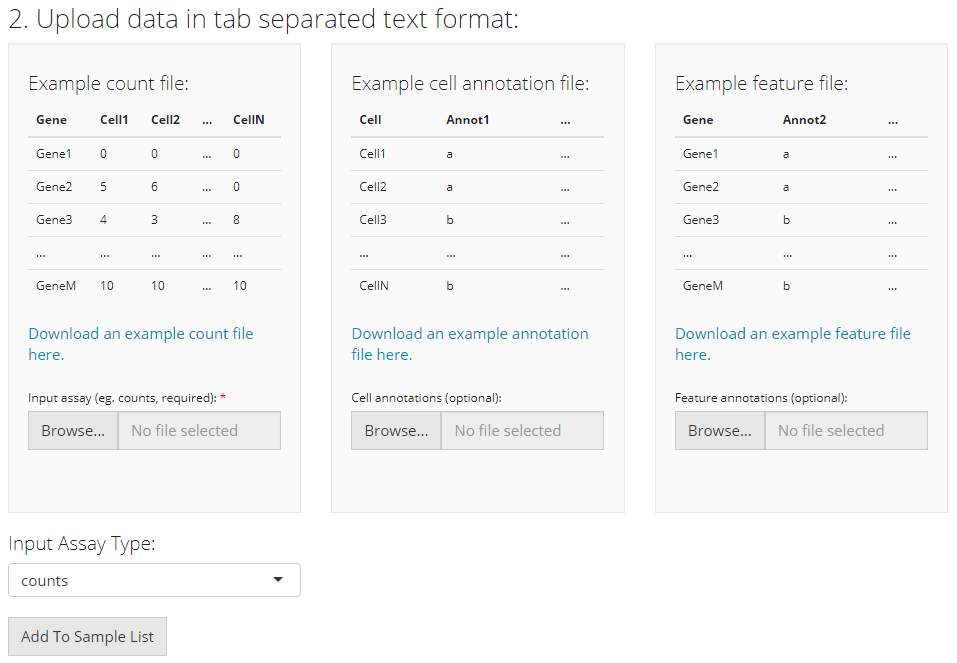 2. Upload data in tab separated text format:
Example count file:
Gene Cell1 Cell2 ... CellN
Gene1 0 0 ... 0
Gene2 5 6 ... 0
Gene3 4 3 ... 8
... ... ... ... ...
GeneM 10 10 ... 10
Download an example count file
here.
Input assay (eg. counts, required): *
Browse... No file selected
Example cell annotation file:
Cell Annot1 ...
Cell1 a ...
Cell2 a ...
Cell3 b ...
... ... ...
CellN b ...
Download an example annotation
file here.
Cell annotations (optional):
Browse... No file selected
Example feature file:
Gene Annot2 ...
Gene1 a ...
Gene2 a ...
Gene3 b ...
... ... ...
GeneM b ...
Download an example feature file
here.
Feature annotations (optional):
Browse... No file selected
Input Assay Type:
counts
Add To Sample List